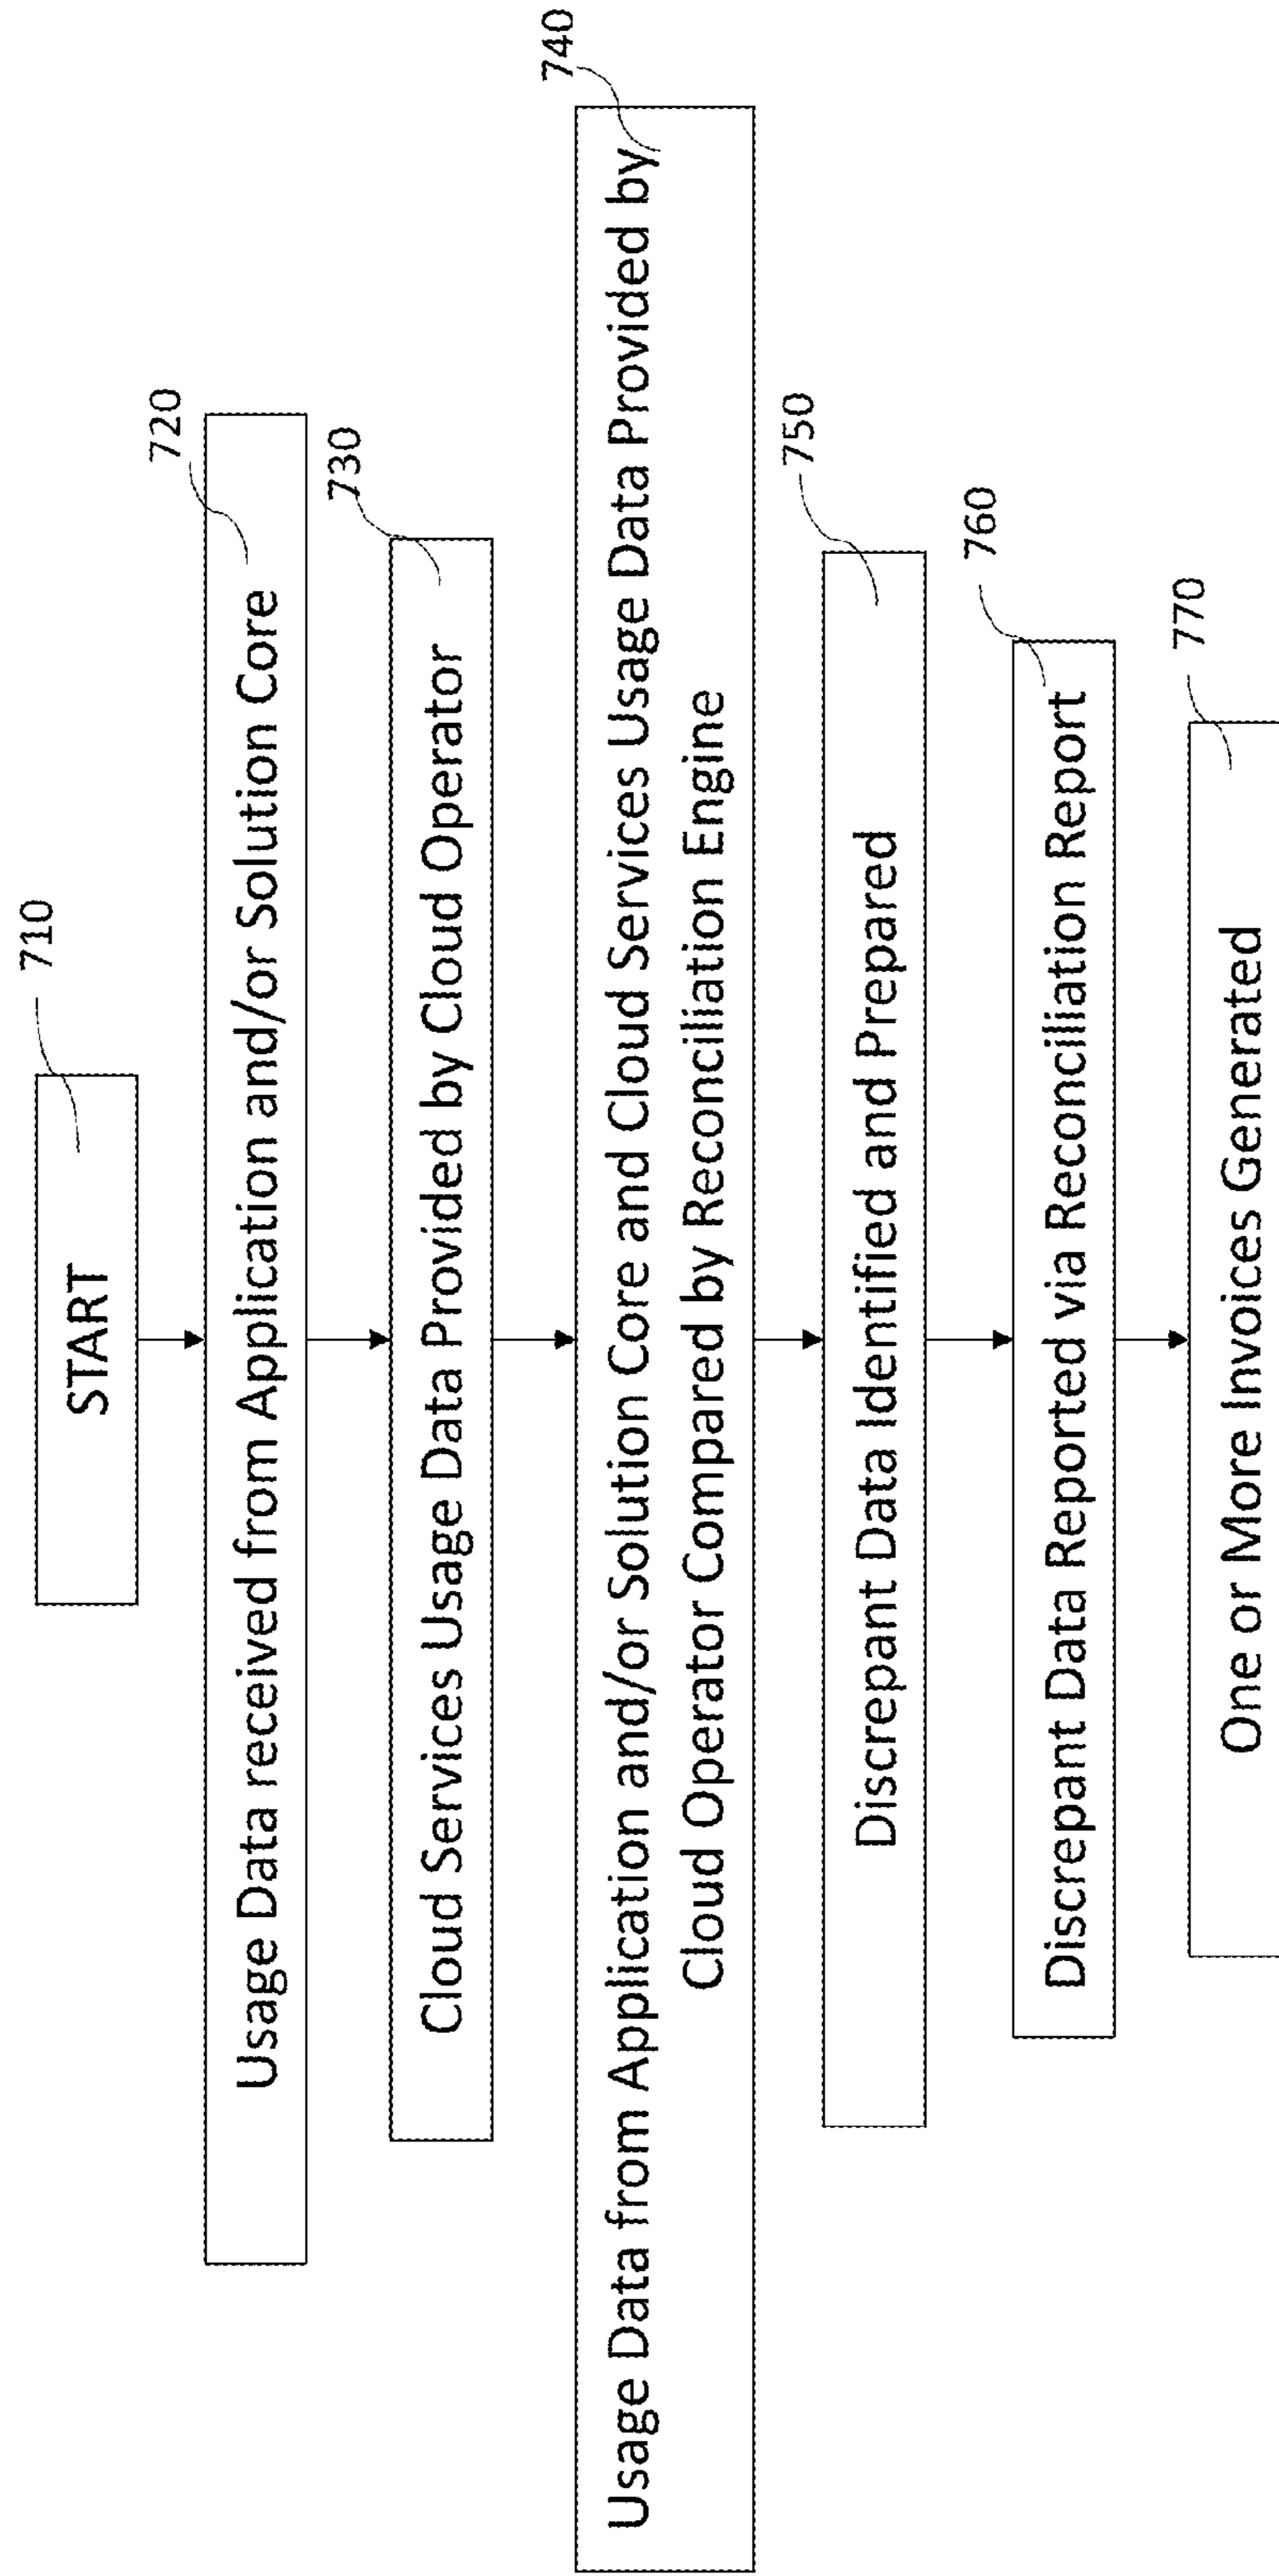 710
START
720
Usage Data received from Application and/or Solution Core
730
Cloud Services Usage Data Provided by Cloud Operator
740
Usage Data from Application and/or Solution Core and Cloud Services Usage Data Provided by
Cloud Operator Compared by Reconciliation Engine
750
Discrepant Data Identified and Prepared
760
Discrepant Data Reported via Reconciliation Report
770
One or More Invoices Generated